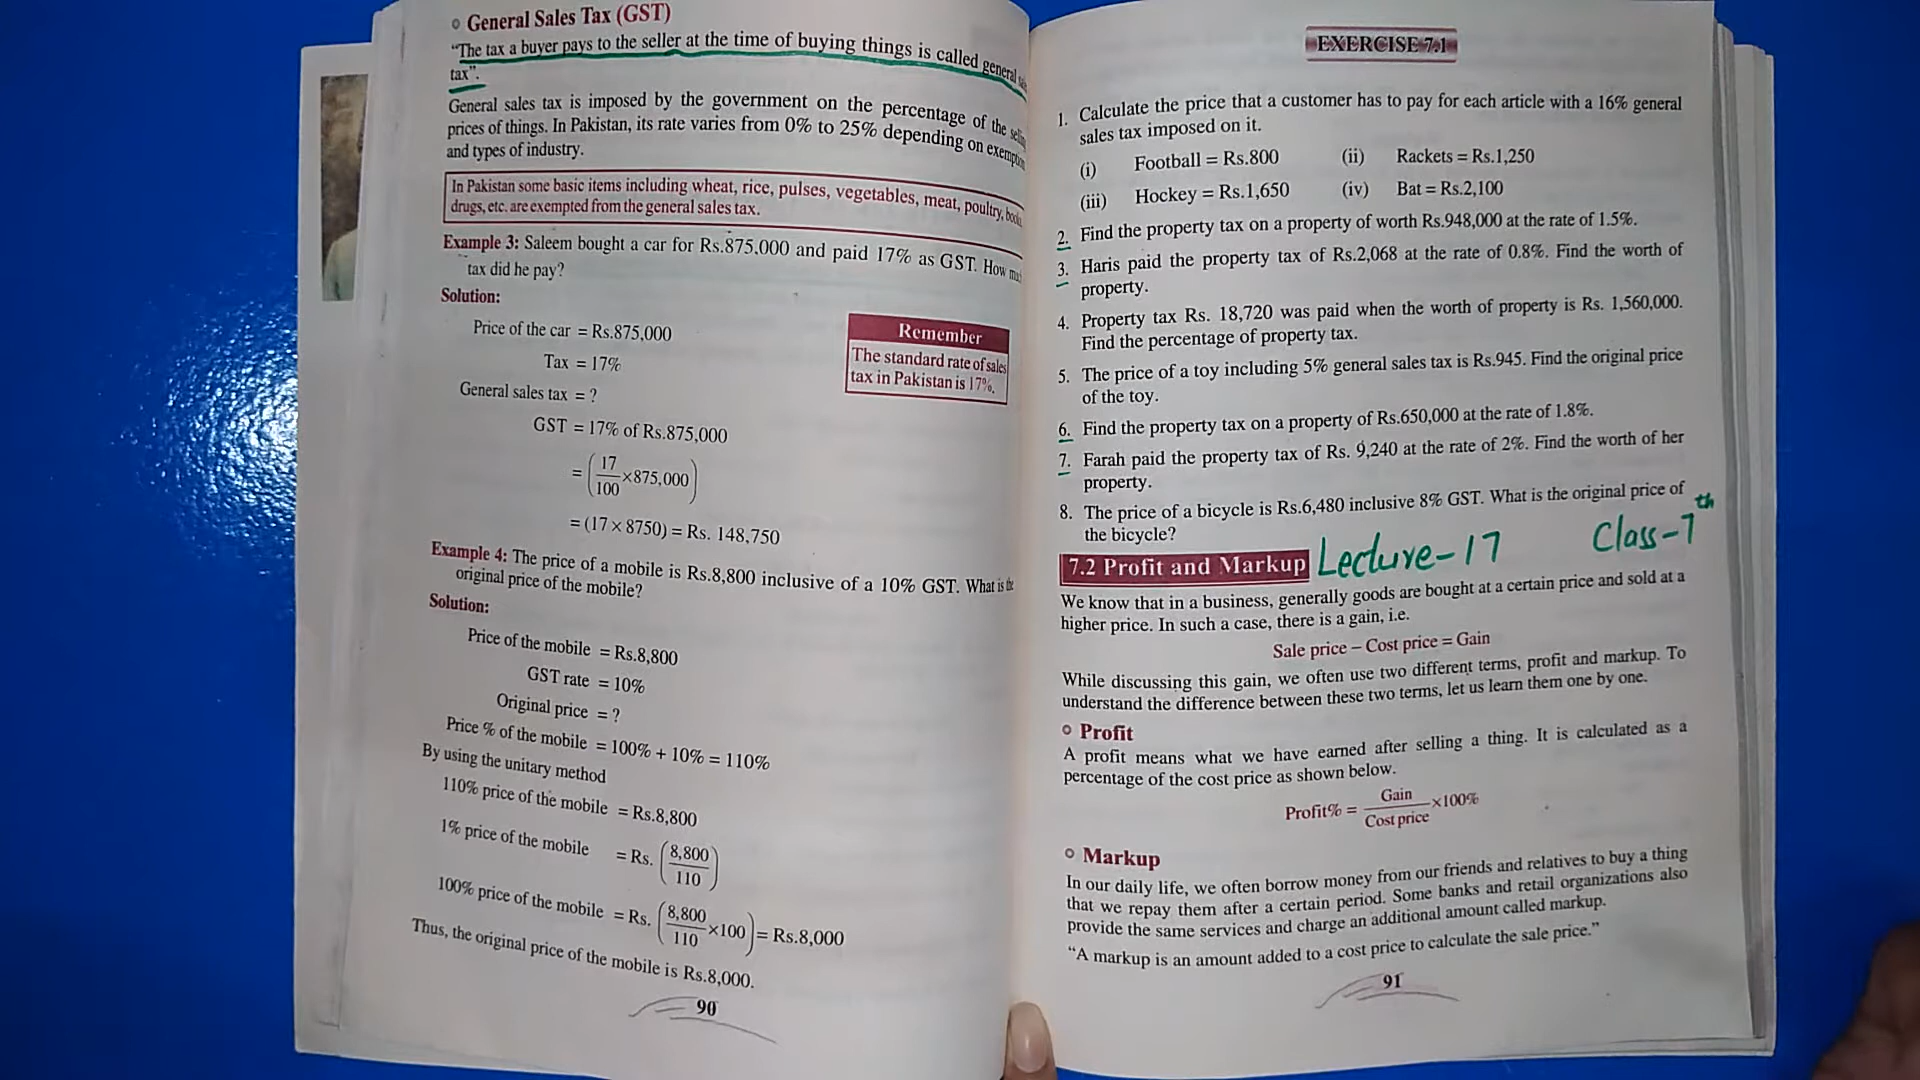 General Sales Tax (GST)
"The tax a buyer pays to the seller at the time of buying things is called general
tax".
General sales tax is imposed by the government on the percentage of the
prices of things. In Pakistan, its rate varies from 0% to 25% depending on
and types of industry.
In Pakistan some basic items including wheat, rice, pulses, vegetables, meat, poultry,
drugs, etc. are exempted from the general sales tax.
Example 3: Saleem bought a car for Rs.875,000 and paid 17% as GST. How
tax did he pay?
Solution:
Price of the car = Rs.875,000
Tax = 17%
General sales tax = ?
Remember
The standard rate of sales
tax in Pakistan is 17%.
GST = 17% of Rs.875,000
= (17/100 ×875,000)
= (17 × 8750) = Rs. 148,750
Example 4: The price of a mobile is Rs.8,800 inclusive of a 10% GST. What is the
original price of the mobile?
Solution:
Price of the mobile = Rs.8,800
GST rate = 10%
Original price = ?
Price % of the mobile = 100% + 10% = 110%
By using the unitary method
110% price of the mobile = Rs.8,800
1% price of the mobile = Rs. (8,800/110)
100% price of the mobile = Rs. (8,800/110 ×100) = Rs.8,000
Thus, the original price of the mobile is Rs.8,000.
90
EXERCISE 7.1
1. Calculate the price that a customer has to pay for each article with a 16% general
sales tax imposed on it.
(i) Football = Rs.800 (ii) Rackets = Rs.1,250
(iii) Hockey = Rs.1,650 (iv) Bat = Rs.2,100
2. Find the property tax on a property of worth Rs.948,000 at the rate of 1.5%.
3. Haris paid the property tax of Rs.2,068 at the rate of 0.8%. Find the worth of
property.
4. Property tax Rs. 18,720 was paid when the worth of property is Rs. 1,560,000.
Find the percentage of property tax.
5. The price of a toy including 5% general sales tax is Rs.945. Find the original price
of the toy.
6. Find the property tax on a property of Rs.650,000 at the rate of 1.8%.
7. Farah paid the property tax of Rs. 9,240 at the rate of 2%. Find the worth of her
property.
8. The price of a bicycle is Rs.6,480 inclusive 8% GST. What is the original price of
the bicycle?
7.2 Profit and Markup Lecture-17 Class-7th
We know that in a business, generally goods are bought at a certain price and sold at a
higher price. In such a case, there is a gain, i.e.
Sale price – Cost price = Gain
While discussing this gain, we often use two different terms, profit and markup. To
understand the difference between these two terms, let us learn them one by one.
Profit
A profit means what we have earned after selling a thing. It is calculated as a
percentage of the cost price as shown below.
Profit% = Gain/Cost price ×100%
Markup
In our daily life, we often borrow money from our friends and relatives to buy a thing
that we repay them after a certain period. Some banks and retail organizations also
provide the same services and charge an additional amount called markup.
"A markup is an amount added to a cost price to calculate the sale price."
91